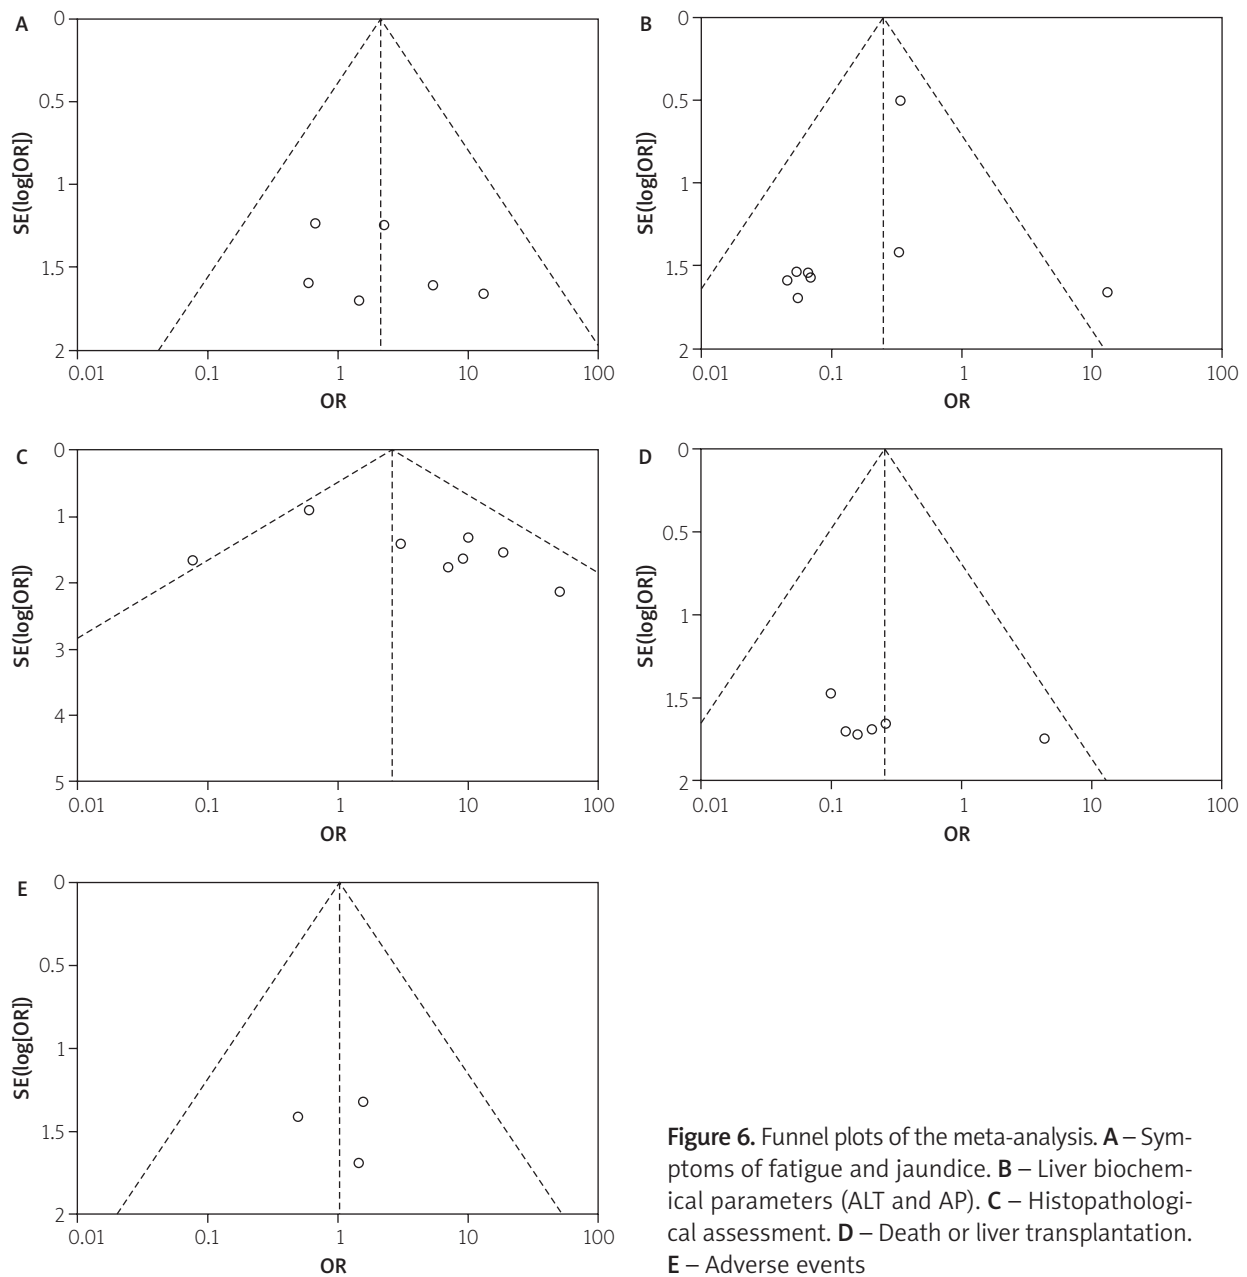 A
0
0.5
1
1.5
2
SE(log[OR])
0.01 0.1 1 10 100
OR
B
0
0.5
1
1.5
2
SE(log[OR])
0.01 0.1 1 10 100
OR
C
0
1
2
3
4
5
SE(log[OR])
0.01 0.1 1 10 100
OR
D
0
0.5
1
1.5
2
SE(log[OR])
0.01 0.1 1 10 100
OR
E
0
0.5
1
1.5
2
SE(log[OR])
0.01 0.1 1 10 100
OR
Figure 6. Funnel plots of the meta-analysis. A – Sym-
ptoms of fatigue and jaundice. B – Liver biochem-
ical parameters (ALT and AP). C – Histopathologi-
cal assessment. D – Death or liver transplantation.
E – Adverse events